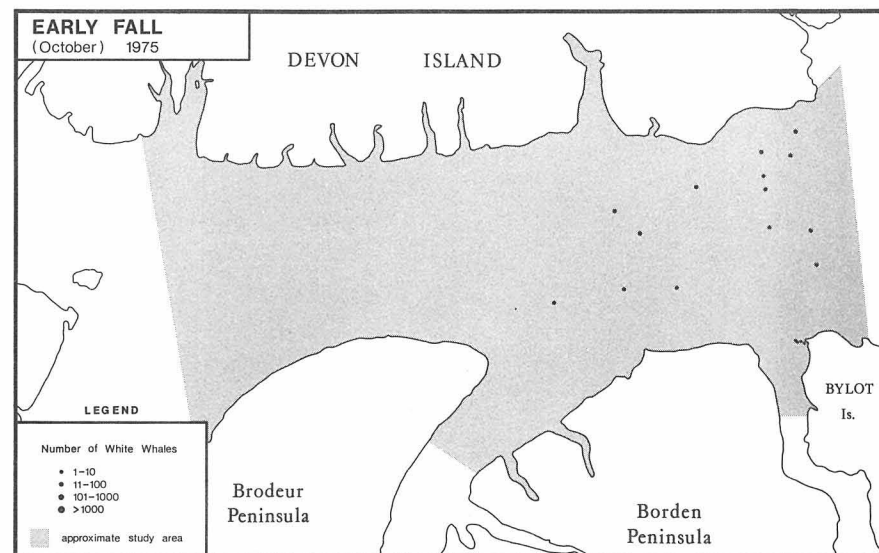 EARLY FALL
(October) 1975
DEVON ISLAND
BYLOT
Is.
LEGEND
Number of White Whales
1–10
11–100
101–1000
>1000
approximate study area
Brodeur
Peninsula
Borden
Peninsula